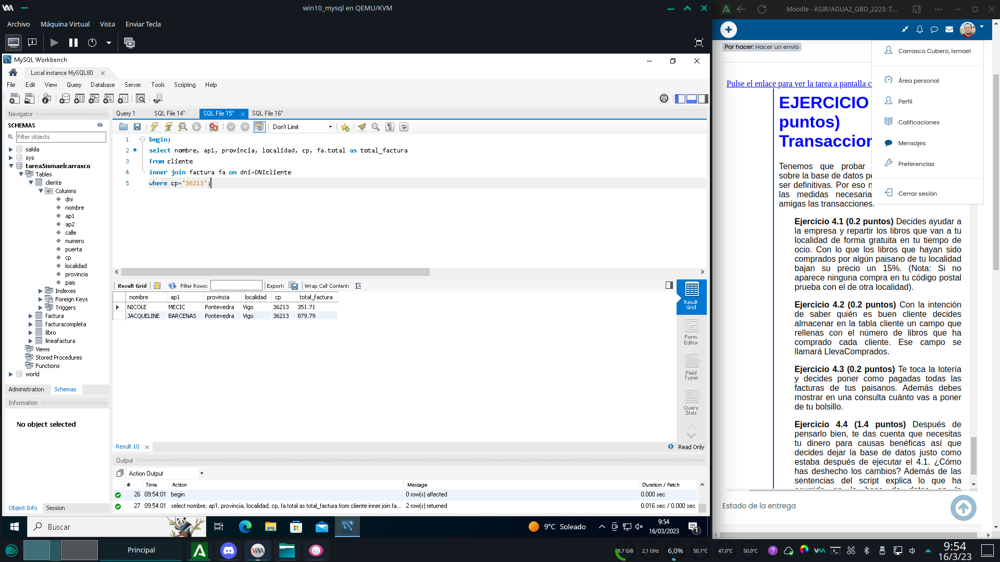 win10_mysql en QEMU/KVM
Archivo Máquina Virtual Vista Enviar Tecla
MySQL Workbench
Local instance MySQL80
File Edit View Query Database Server Tools Scripting Help
Navigator
SCHEMAS
Filter objects
sakila
sys
tarea5ismaelcarrasco
Tables
cliente
Columns
dni
nombre
ap1
ap2
calle
numero
puerta
cp
localidad
provincia
pais
Indexes
Foreign Keys
Triggers
factura
facturacompleta
libro
lineafactura
Views
Stored Procedures
Functions
world
Administration Schemas
Information
No object selected
Object Info Session
Query 1 SQL File 14* SQL File 15* SQL File 16*
Don't Limit
1 begin;
2 select nombre, ap1, provincia, localidad, cp, fa.total as total_factura
3 from cliente
4 inner join factura fa on dni=DNIcliente
5 where cp='36213';
Result Grid Filter Rows: Export: Wrap Cell Content:
nombre ap1 provincia localidad cp total_factura
NICOLE MECIC Pontevedra Vigo 36213 351.71
JACQUELINE BARCENAS Pontevedra Vigo 36213 879.79
Result Grid
Form Editor
Field Types
Query Stats
Result 10
Read Only
Output
Action Output
# Time Action Message Duration / Fetch
26 09:54:01 begin 0 row(s) affected 0.000 sec
27 09:54:01 select nombre, ap1, provincia, localidad, cp, fa.total as total_factura from cliente inner join fa... 2 row(s) returned 0.016 sec / 0.000 sec
Buscar
9°C Soleado
9:54
16/03/2023
1
Moodle - ASIR/AGUA2_GBD_2223: T...
Por hacer: Hacer un envío
Carrasco Cubero, Ismael
Área personal
Perfil
Calificaciones
Mensajes
Preferencias
Cerrar sesión
Pulse el enlace para ver la tarea a pantalla c
EJERCICIO
puntos)
Transaccion
Tenemos que probar
sobre la base de datos pe
ser definitivas. Por eso n
las medidas necesaria
amigas las transacciones.
Ejercicio 4.1 (0.2 puntos) Decides ayudar a
la empresa y repartir los libros que van a tu
localidad de forma gratuita en tu tiempo de
ocio. Con lo que los libros que hayan sido
comprados por algún paisano de tu localidad
bajan su precio un 15%. (Nota: Si no
aparece ninguna compra en tu código postal
prueba con el de otra localidad).
Ejercicio 4.2 (0.2 puntos) Con la intención
de saber quién es buen cliente decides
almacenar en la tabla cliente un campo que
rellenas con el número de libros que ha
comprado cada cliente. Ese campo se
llamará LlevaComprados.
Ejercicio 4.3 (0.2 puntos) Te toca la lotería
y decides poner como pagadas todas las
facturas de tus paisanos. Además debes
mostrar en una consulta cuánto vas a poner
de tu bolsillo.
Ejercicio 4.4 (1.4 puntos) Después de
pensarlo bien, te das cuenta que necesitas
tu dinero para causas benéficas así que
decides dejar la base de datos justo como
estaba después de ejecutar el 4.1. ¿Cómo
has deshecho los cambios? Además de las
sentencias del script explica lo que ha
Estado de la entrega
Principal
8,7 GiB 2,1 GHz 6,0% 50,1°C 47,0°C 50,0°C
9:54
16/3/23